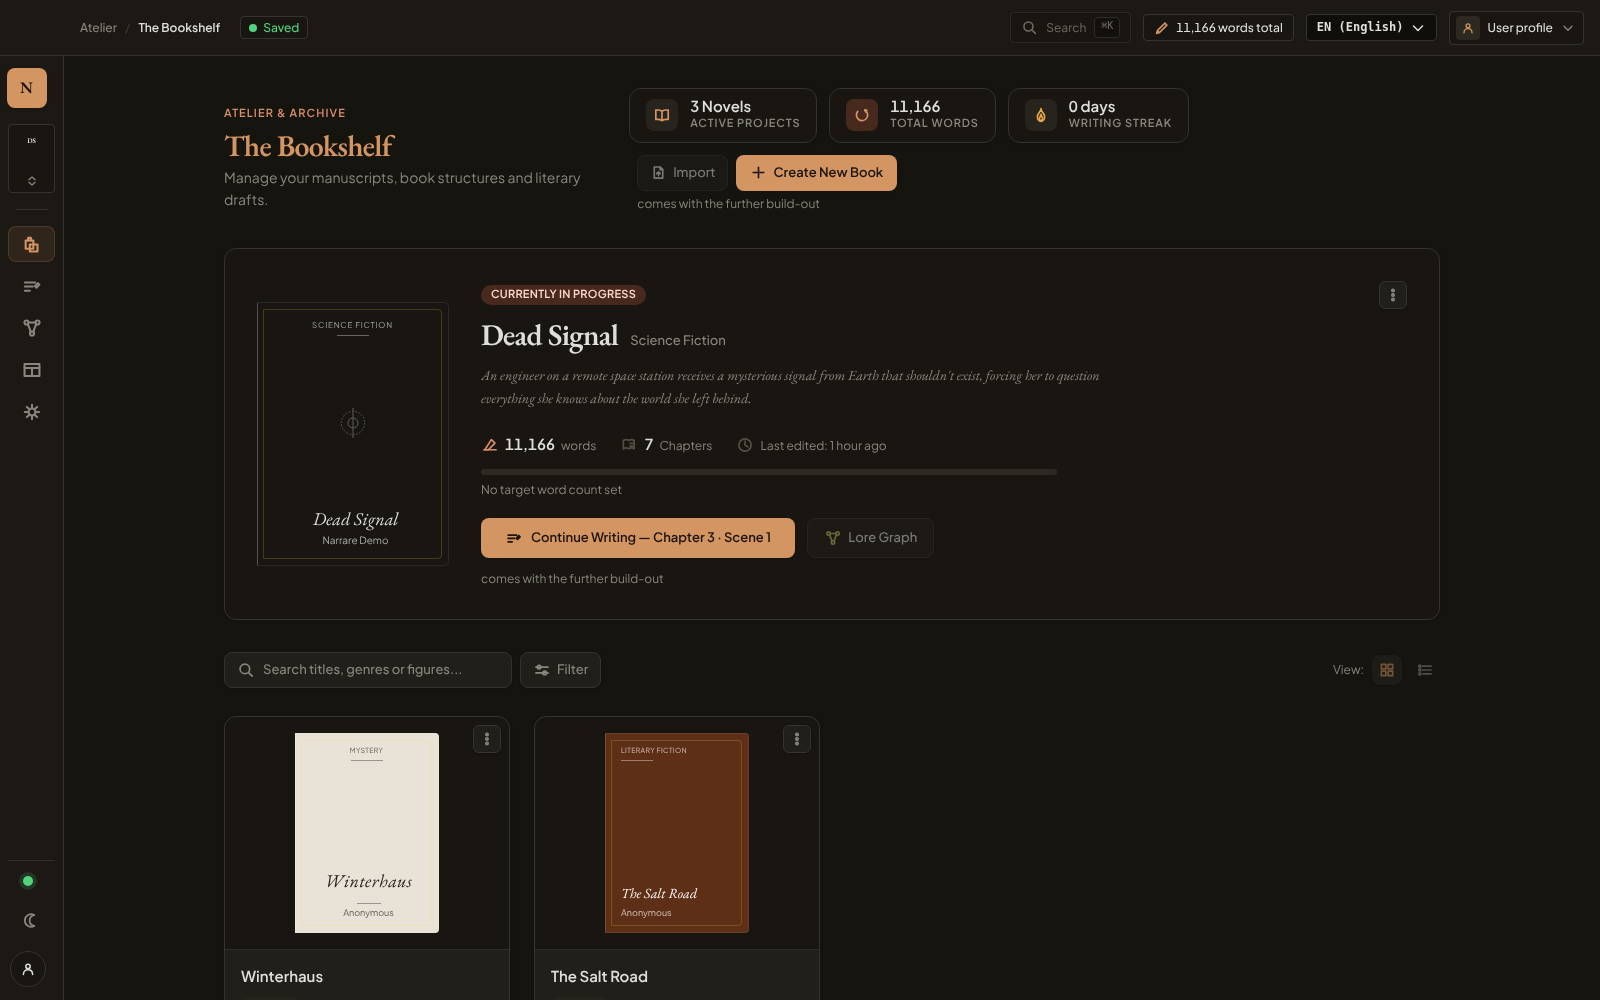 Atelier / The Bookshelf
Saved
Search ⌘K
11,166 words total
EN (English)
User profile
N
DS
ATELIER & ARCHIVE
The Bookshelf
Manage your manuscripts, book structures and literary
drafts.
3 Novels
ACTIVE PROJECTS
11,166
TOTAL WORDS
0 days
WRITING STREAK
Import
Create New Book
comes with the further build-out
SCIENCE FICTION
Dead Signal
Narrare Demo
CURRENTLY IN PROGRESS
Dead Signal Science Fiction
An engineer on a remote space station receives a mysterious signal from Earth that shouldn't exist, forcing her to question
everything she knows about the world she left behind.
11,166 words 7 Chapters Last edited: 1 hour ago
No target word count set
Continue Writing — Chapter 3 · Scene 1
Lore Graph
comes with the further build-out
Search titles, genres or figures...
Filter
View:
MYSTERY
Winterhaus
Anonymous
Winterhaus
LITERARY FICTION
The Salt Road
Anonymous
The Salt Road